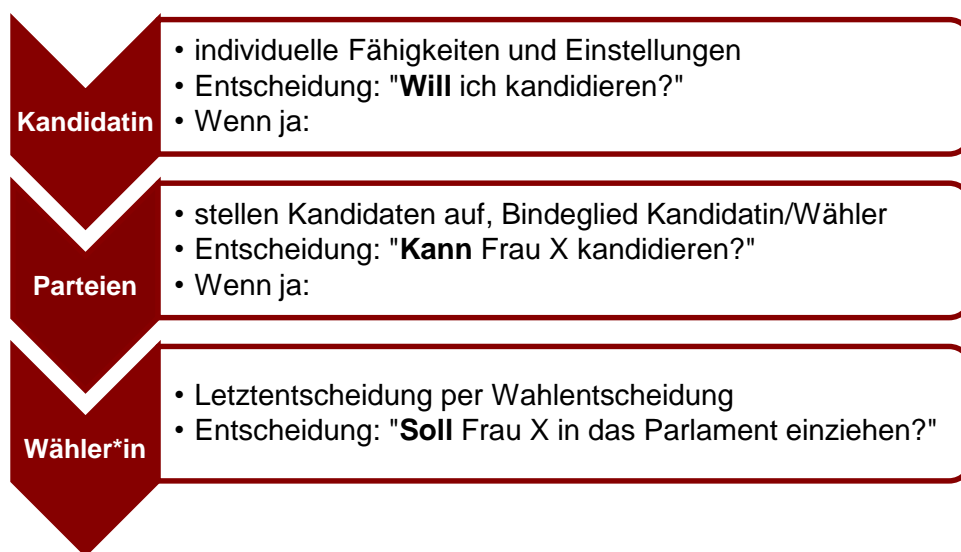 Kandidatin
• individuelle Fähigkeiten und Einstellungen
• Entscheidung: "Will ich kandidieren?"
• Wenn ja:
Parteien
• stellen Kandidaten auf, Bindeglied Kandidatin/Wähler
• Entscheidung: "Kann Frau X kandidieren?"
• Wenn ja:
Wähler*in
• Letztentscheidung per Wahlentscheidung
• Entscheidung: "Soll Frau X in das Parlament einziehen?"